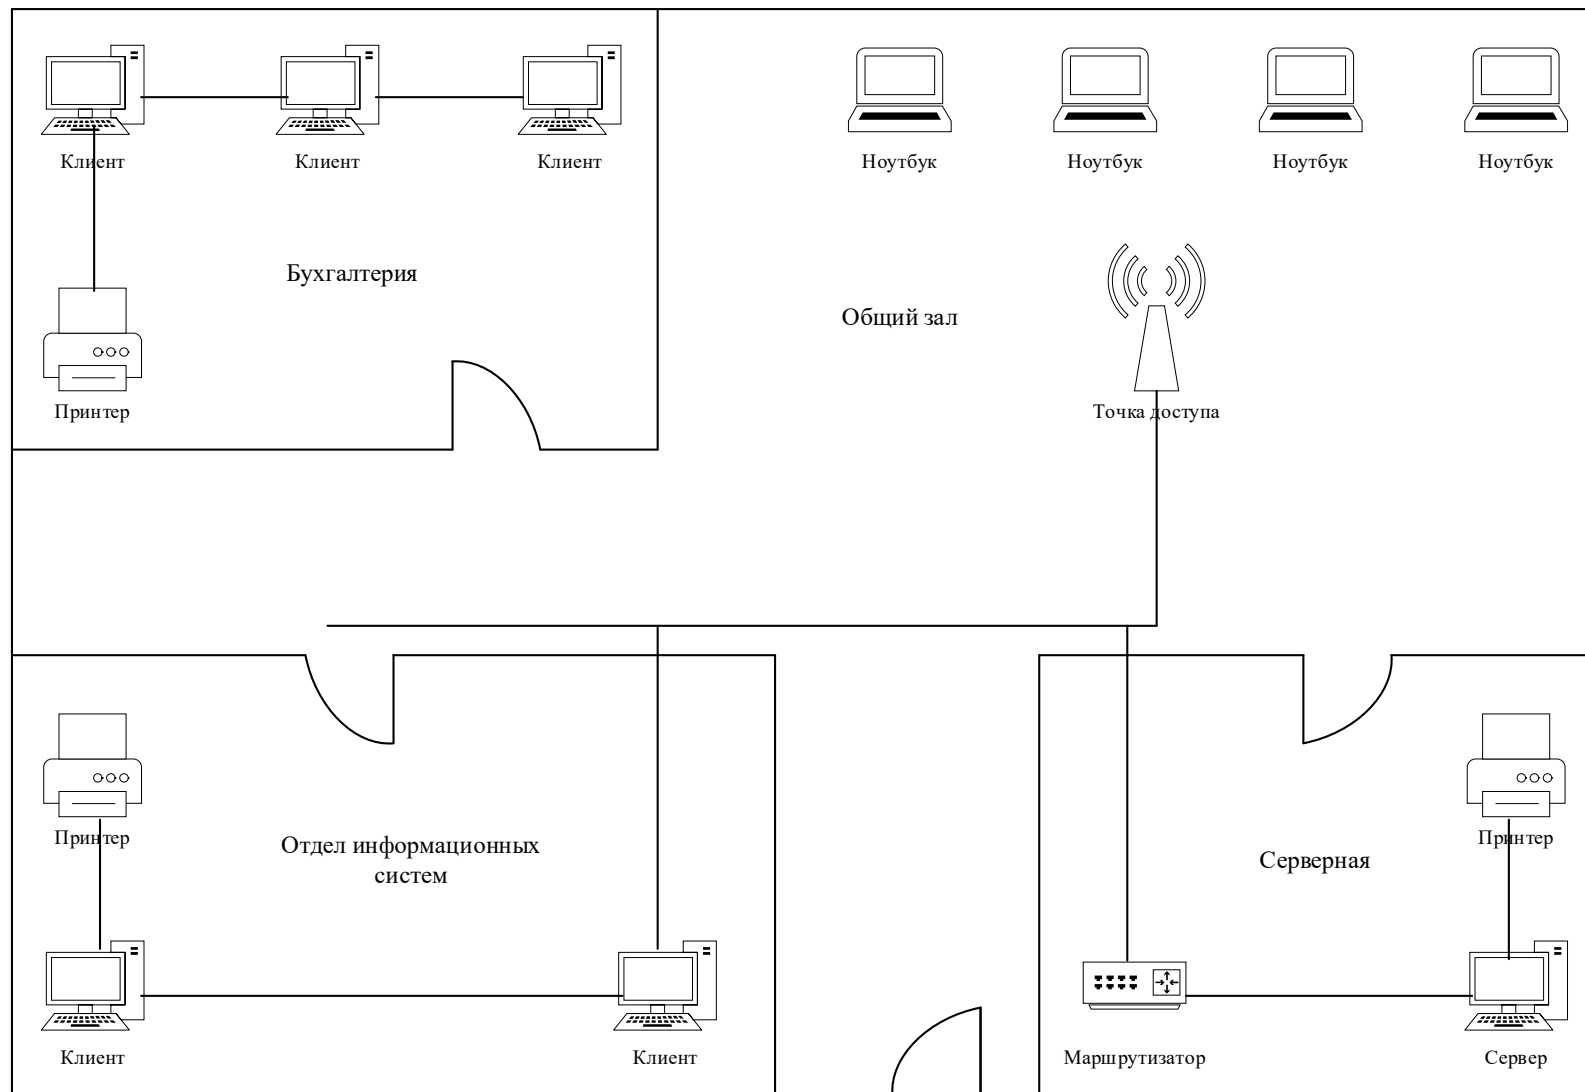 Клиент
Клиент
Клиент
Ноутбук
Ноутбук
Ноутбук
Ноутбук
Бухгалтерия
Общий зал
Принтер
Точка доступа
Принтер
Отдел информационных
систем
Серверная
Принтер
Клиент
Клиент
Маршрутизатор
Сервер